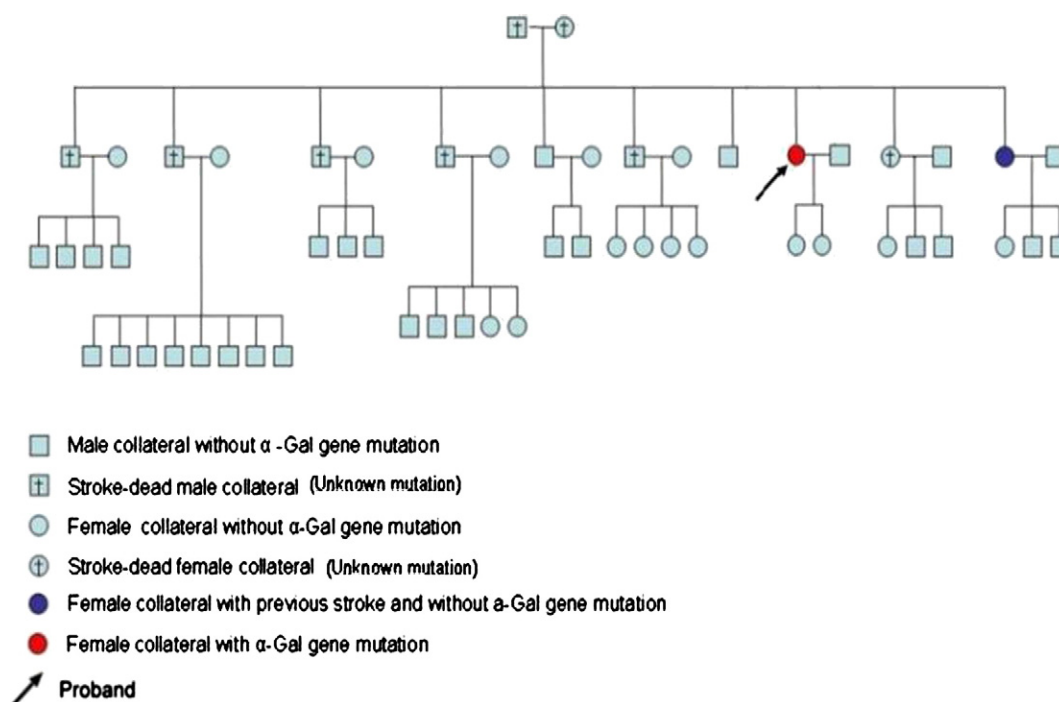 Male collateral without α -Gal gene mutation
Stroke-dead male collateral (Unknown mutation)
Female collateral without α-Gal gene mutation
Stroke-dead female collateral (Unknown mutation)
Female collateral with previous stroke and without a-Gal gene mutation
Female collateral with α-Gal gene mutation
Proband